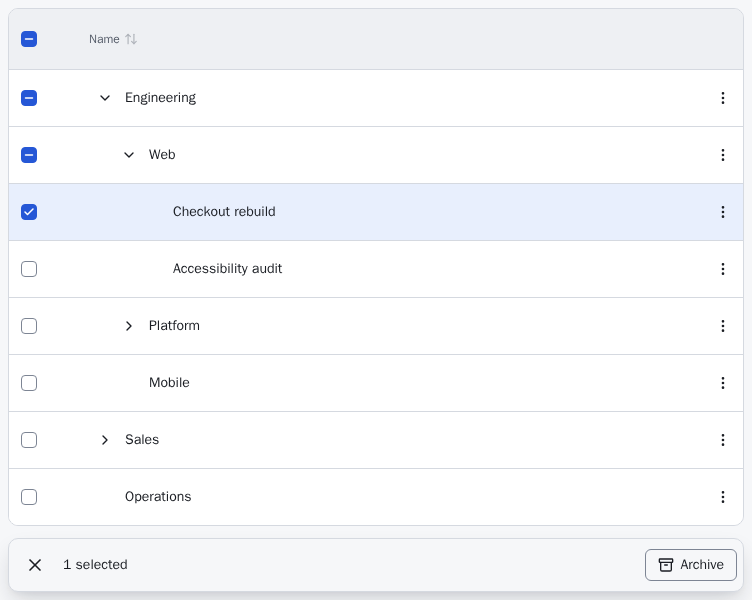 Name
Engineering
Web
Checkout rebuild
Accessibility audit
Platform
Mobile
Sales
Operations
1 selected
Archive